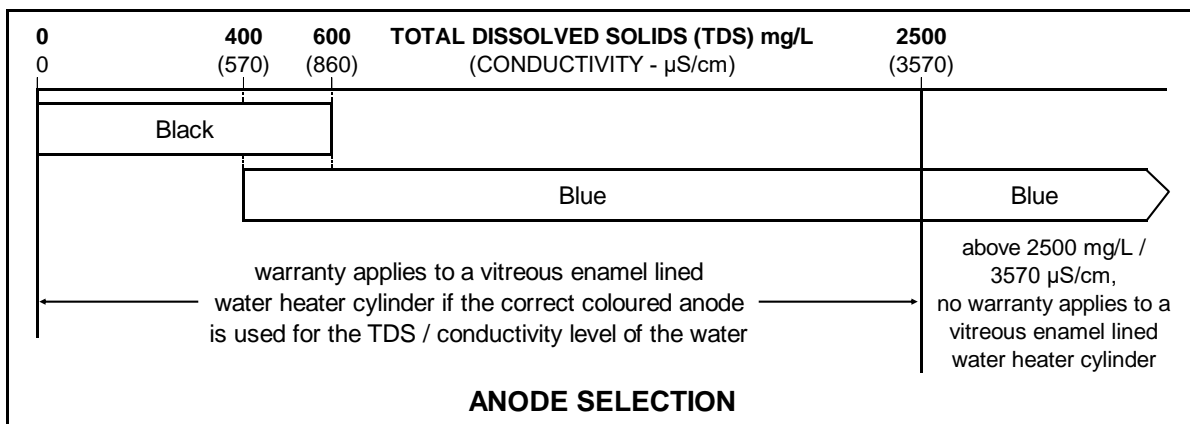 0 400 600 TOTAL DISSOLVED SOLIDS (TDS) mg/L 2500
0 (570) (860) (CONDUCTIVITY - µS/cm) (3570)
Black
Blue Blue
warranty applies to a vitreous enamel lined
water heater cylinder if the correct coloured anode
is used for the TDS / conductivity level of the water
above 2500 mg/L /
3570 µS/cm,
no warranty applies to a
vitreous enamel lined
water heater cylinder
ANODE SELECTION